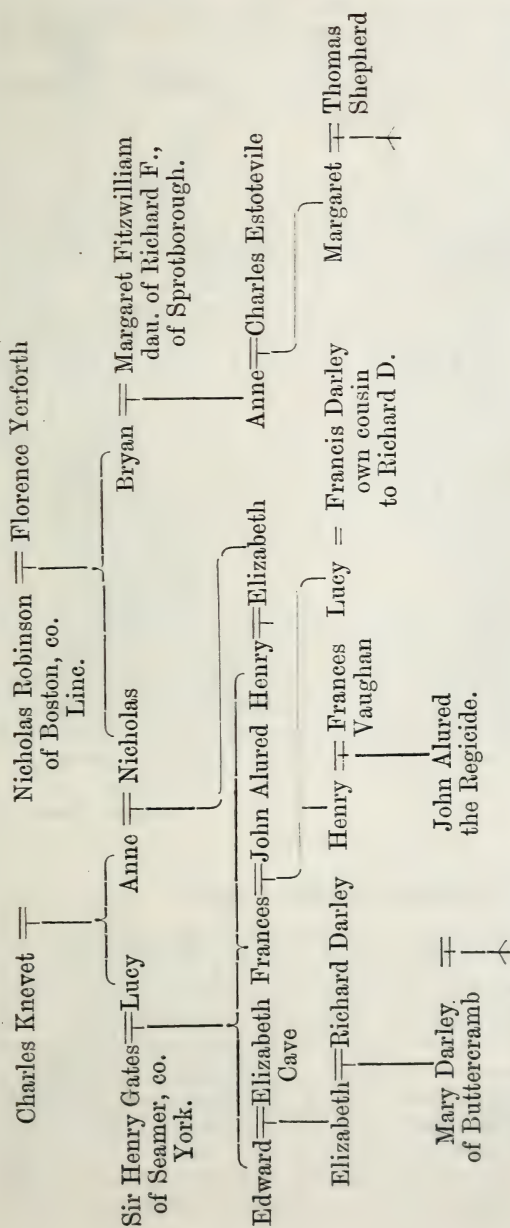 Charles Knevet
Nicholas Robinson = Florence Yerforth
of Boston, co.
Linc.
Sir Henry Gates = Lucy
of Seamer, co.
York.
Anne = Nicholas
Bryan = Margaret Fitzwilliam
dau. of Richard F.,
of Sprotborough.
Edward = Elizabeth
Cave
Frances = John Alured
Henry = Elizabeth
Anne = Charles Estotevile
Elizabeth = Richard Darley
Henry = Frances
Vaughan
Lucy = Francis Darley
own cousin
to Richard D.
Margaret = Thomas
Shepherd
Mary Darley.
of Buttercramb
John Alured
the Regicide.